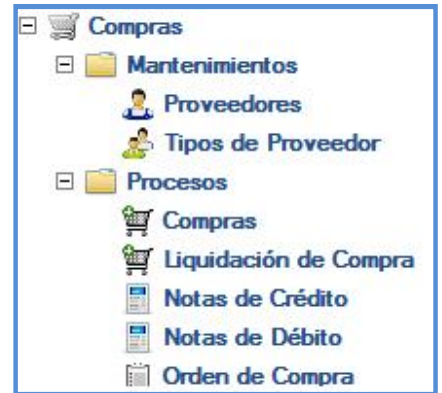 Compras
Mantenimientos
Proveedores
Tipos de Proveedor
Procesos
Compras
Liquidación de Compra
Notas de Crédito
Notas de Débito
Orden de Compra